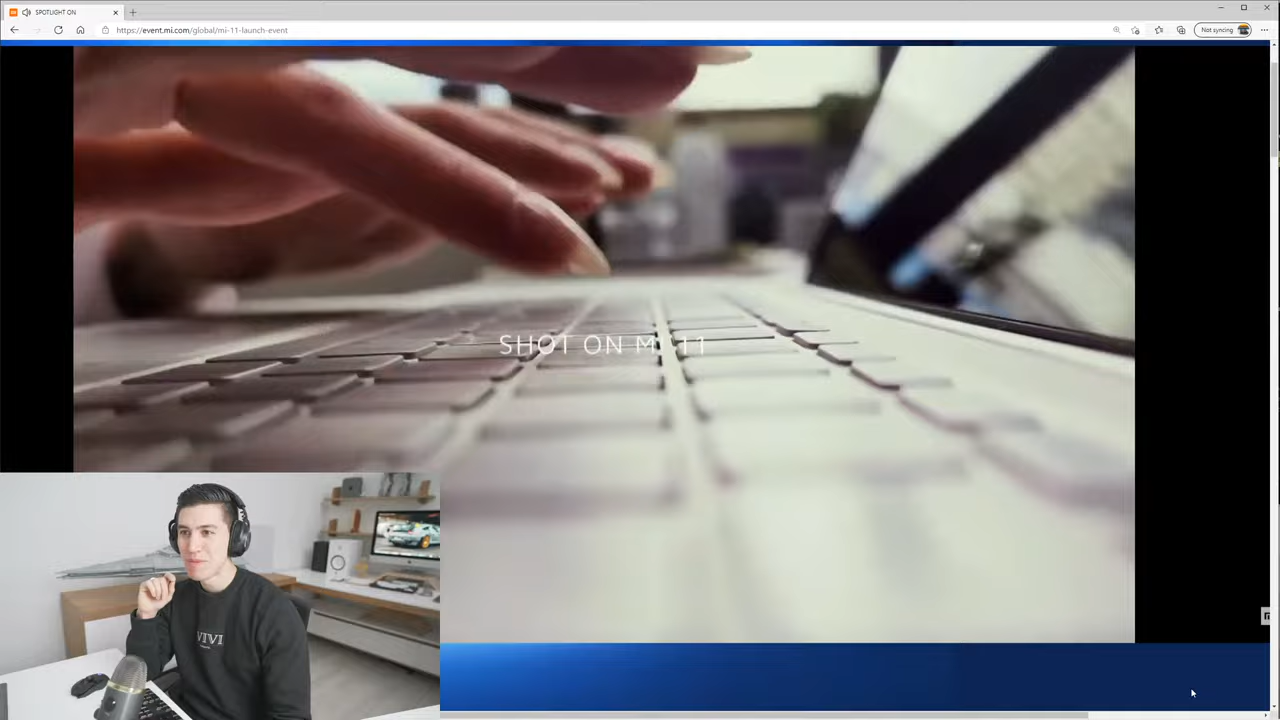 SPOTLIGHT ON
https://event.mi.com/global/mi-11-launch-event
Not syncing
SHOT ON MI 11